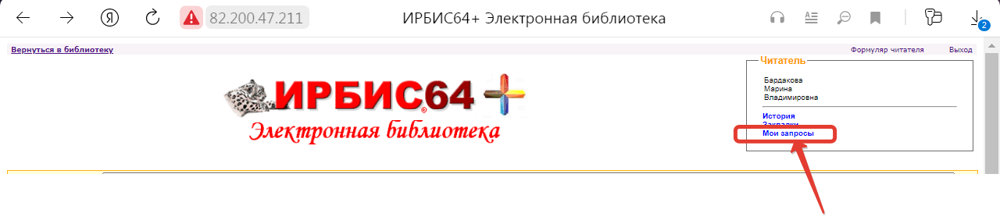 Я 82.200.47.211 ИРБИС64+ Электронная библиотека 2
Вернуться в библиотеку Формуляр читателя Выход
Читатель
Бардакова
Марина
Владимировна
История
Закладки
Мои запросы
ИРБИС64 ®
Электронная библиотека